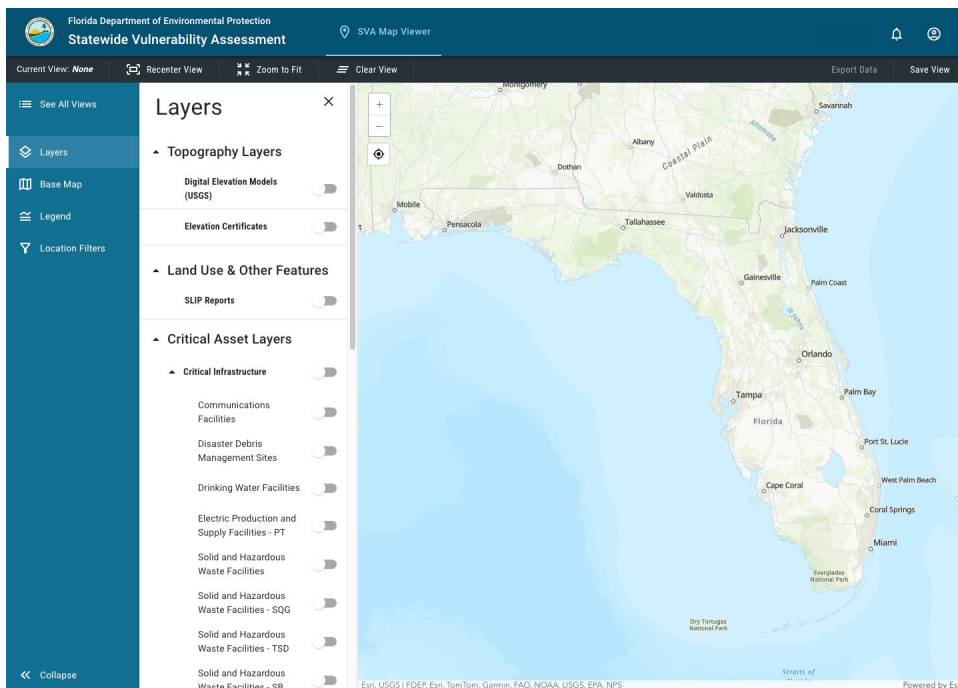 Florida Department of Environmental Protection
Statewide Vulnerability Assessment
SVA Map Viewer
Current View: None
Recenter View
Zoom to Fit
Clear View
Export Data
Save View
See All Views
Layers
Base Map
Legend
Location Filters
Collapse
Layers
Topography Layers
Digital Elevation Models
(USGS)
Elevation Certificates
Land Use & Other Features
SLIP Reports
Critical Asset Layers
Critical Infrastructure
Communications
Facilities
Disaster Debris
Management Sites
Drinking Water Facilities
Electric Production and
Supply Facilities - PT
Solid and Hazardous
Waste Facilities
Solid and Hazardous
Waste Facilities - SQG
Solid and Hazardous
Waste Facilities - TSD
Solid and Hazardous
Waste Facilities - SB
+
−
Montgomery
Savannah
Altamaha
Albany
Coastal Plain
Dothan
Valdosta
Mobile
Pensacola
Tallahassee
Jacksonville
Gainesville
Palm Coast
St Johns
Orlando
Tampa
Palm Bay
Florida
Port St. Lucie
Cape Coral
West Palm Beach
Coral Springs
Miami
Everglades
National Park
Dry Tortugas
National Park
Straits of
Esri, USGS | FDEP, Esri, TomTom, Garmin, FAO, NOAA, USGS, EPA, NPS
Powered by Es